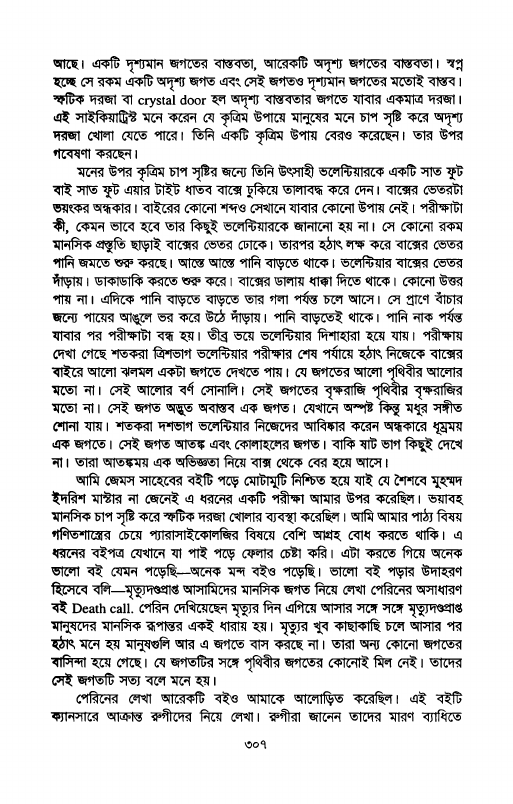 আছে। একটি দৃশ্যমান জগতের বাস্তবতা, আরেকটি অদৃশ্য জগতের বাস্তবতা। স্বপ্ন
হচ্ছে সে রকম একটি অদৃশ্য জগত এবং সেই জগতও দৃশ্যমান জগতের মতোই বাস্তব।
স্ফটিক দরজা বা crystal door হল অদৃশ্য বাস্তবতার জগতে যাবার একমাত্র দরজা।
এই সাইকিয়াট্রিস্ট মনে করেন যে কৃত্রিম উপায়ে মানুষের মনে চাপ সৃষ্টি করে অদৃশ্য
দরজা খোলা যেতে পারে। তিনি একটি কৃত্রিম উপায় বেরও করেছেন। তার উপর
গবেষণা করছেন।
মনের উপর কৃত্রিম চাপ সৃষ্টির জন্যে তিনি উৎসাহী ভলেন্টিয়ারকে একটি সাত ফুট
বাই সাত ফুট এয়ার টাইট ধাতব বাক্সে ঢুকিয়ে তালাবদ্ধ করে দেন। বাক্সের ভেতরটা
ভয়ংকর অন্ধকার। বাইরের কোনো শব্দও সেখানে যাবার কোনো উপায় নেই। পরীক্ষাটা
কী, কেমন ভাবে হবে তার কিছুই ভলেন্টিয়ারকে জানানো হয় না। সে কোনো রকম
মানসিক প্রস্তুতি ছাড়াই বাক্সের ভেতর ঢোকে। তারপর হঠাৎ লক্ষ করে বাক্সের ভেতর
পানি জমতে শুরু করছে। আস্তে আস্তে পানি বাড়তে থাকে। ভলেন্টিয়ার বাক্সের ভেতর
দাঁড়ায়। ডাকাডাকি করতে শুরু করে। বাক্সের ডালায় ধাক্কা দিতে থাকে। কোনো উত্তর
পায় না। এদিকে পানি বাড়তে বাড়তে তার গলা পর্যন্ত চলে আসে। সে প্রাণে বাঁচার
জন্যে পায়ের আঙুলে ভর করে উঠে দাঁড়ায়। পানি বাড়তেই থাকে। পানি নাক পর্যন্ত
যাবার পর পরীক্ষাটা বন্ধ হয়। তীব্র ভয়ে ভলেন্টিয়ার দিশাহারা হয়ে যায়। পরীক্ষায়
দেখা গেছে শতকরা ত্রিশভাগ ভলেন্টিয়ার পরীক্ষার শেষ পর্যায়ে হঠাৎ নিজেকে বাক্সের
বাইরে আলো ঝলমল একটা জগতে দেখতে পায়। যে জগতের আলো পৃথিবীর আলোর
মতো না। সেই আলোর বর্ণ সোনালি। সেই জগতের বৃক্ষরাজি পৃথিবীর বৃক্ষরাজির
মতো না। সেই জগত অদ্ভুত অবাস্তব এক জগত। যেখানে অস্পষ্ট কিন্তু মধুর সঙ্গীত
শোনা যায়। শতকরা দশভাগ ভলেন্টিয়ার নিজেদের আবিষ্কার করেন অন্ধকারে ধূম্রময়
এক জগতে। সেই জগত আতঙ্ক এবং কোলাহলের জগত। বাকি ষাট ভাগ কিছুই দেখে
না। তারা আতঙ্কময় এক অভিজ্ঞতা নিয়ে বাক্স থেকে বের হয়ে আসে।
আমি জেমস সাহেবের বইটি পড়ে মোটামুটি নিশ্চিত হয়ে যাই যে শৈশবে মুহম্মদ
ইদরিশ মাস্টার না জেনেই এ ধরনের একটি পরীক্ষা আমার উপর করেছিল। ভয়াবহ
মানসিক চাপ সৃষ্টি করে স্ফটিক দরজা খোলার ব্যবস্থা করেছিল। আমি আমার পাঠ্য বিষয়
গণিতশাস্ত্রের চেয়ে প্যারাসাইকোলজির বিষয়ে বেশি আগ্রহ বোধ করতে থাকি। এ
ধরনের বইপত্র যেখানে যা পাই পড়ে ফেলার চেষ্টা করি। এটা করতে গিয়ে অনেক
ভালো বই যেমন পড়েছি—অনেক মন্দ বইও পড়েছি। ভালো বই পড়ার উদাহরণ
হিসেবে বলি—মৃত্যুদণ্ডপ্রাপ্ত আসামিদের মানসিক জগত নিয়ে লেখা পেরিনের অসাধারণ
বই Death call. পেরিন দেখিয়েছেন মৃত্যুর দিন এগিয়ে আসার সঙ্গে সঙ্গে মৃত্যুদণ্ডপ্রাপ্ত
মানুষদের মানসিক রূপান্তর একই ধারায় হয়। মৃত্যুর খুব কাছাকাছি চলে আসার পর
হঠাৎ মনে হয় মানুষগুলি আর এ জগতে বাস করছে না। তারা অন্য কোনো জগতের
বাসিন্দা হয়ে গেছে। যে জগতটির সঙ্গে পৃথিবীর জগতের কোনোই মিল নেই। তাদের
সেই জগতটি সত্য বলে মনে হয়।
পেরিনের লেখা আরেকটি বইও আমাকে আলোড়িত করেছিল। এই বইটি
ক্যানসারে আক্রান্ত রুগীদের নিয়ে লেখা। রুগীরা জানেন তাদের মারণ ব্যাধিতে
৩০৭